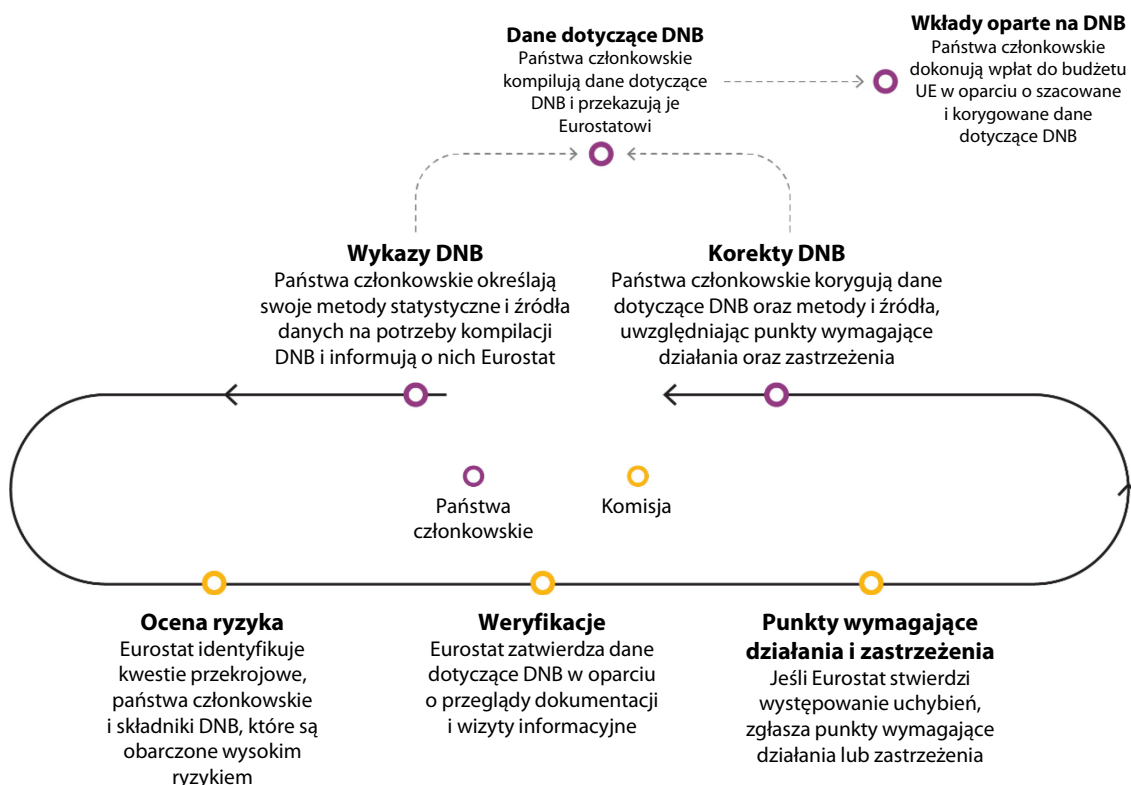 Dane dotyczące DNB
Państwa członkowskie
kompilują dane dotyczące
DNB i przekazują je
Eurostatowi
Wkłady oparte na DNB
Państwa członkowskie
dokonują wpłat do budżetu
UE w oparciu o szacowane
i korygowane dane
dotyczące DNB
Wykazy DNB
Państwa członkowskie określają
swoje metody statystyczne i źródła
danych na potrzeby kompilacji
DNB i informują o nich Eurostat
Korekty DNB
Państwa członkowskie korygują dane
dotyczące DNB oraz metody i źródła,
uwzględniając punkty wymagające
działania oraz zastrzeżenia
Państwa
członkowskie
Komisja
Ocena ryzyka
Eurostat identyfikuje
kwestie przekrojowe,
państwa członkowskie
i składniki DNB, które są
obarczone wysokim
ryzykiem
Weryfikacje
Eurostat zatwierdza dane
dotyczące DNB w oparciu
o przeglądy dokumentacji
i wizyty informacyjne
Punkty wymagające
działania i zastrzeżenia
Jeśli Eurostat stwierdzi
występowanie uchybień,
zgłasza punkty wymagające
działania lub zastrzeżenia